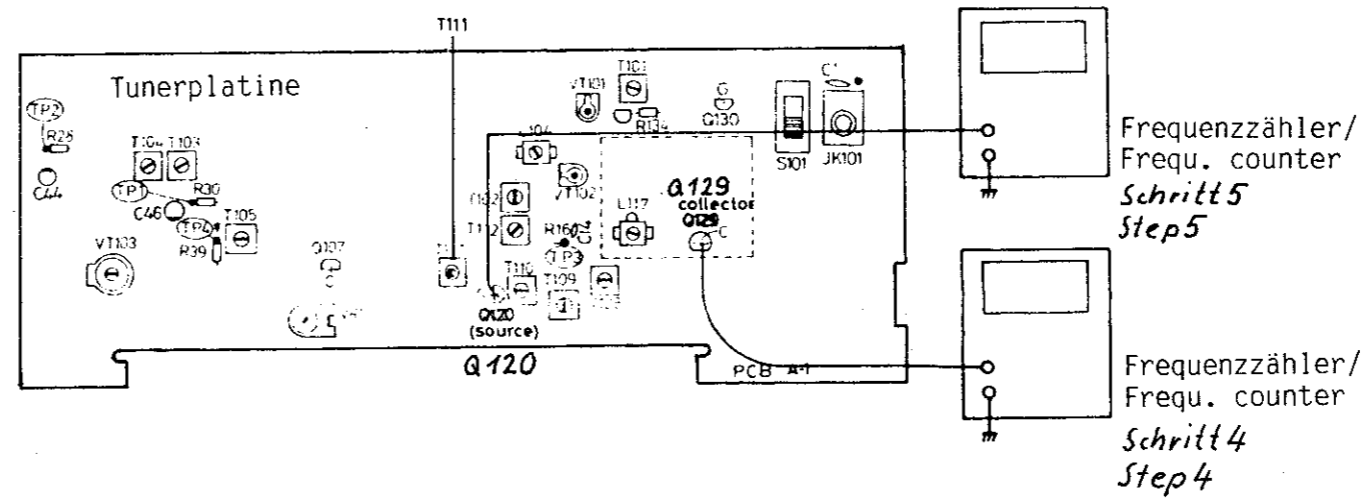 T111
Tunerplatine
TP2
R28
C44
T104 T103
TP1
R30
C46
TP4
T105
R39
VT103
Q107
C
VT101
T101
R134
G
Q130
C1
S101
JK101
VT102
T112
R160
TP3
L117
Q129
collector
Q129
C
T110
T109
Q120
(source)
Q120
PCB A-1
Frequenzzähler/
Frequ. counter
Schritt 5
Step 5
Frequenzzähler/
Frequ. counter
Schritt 4
Step 4